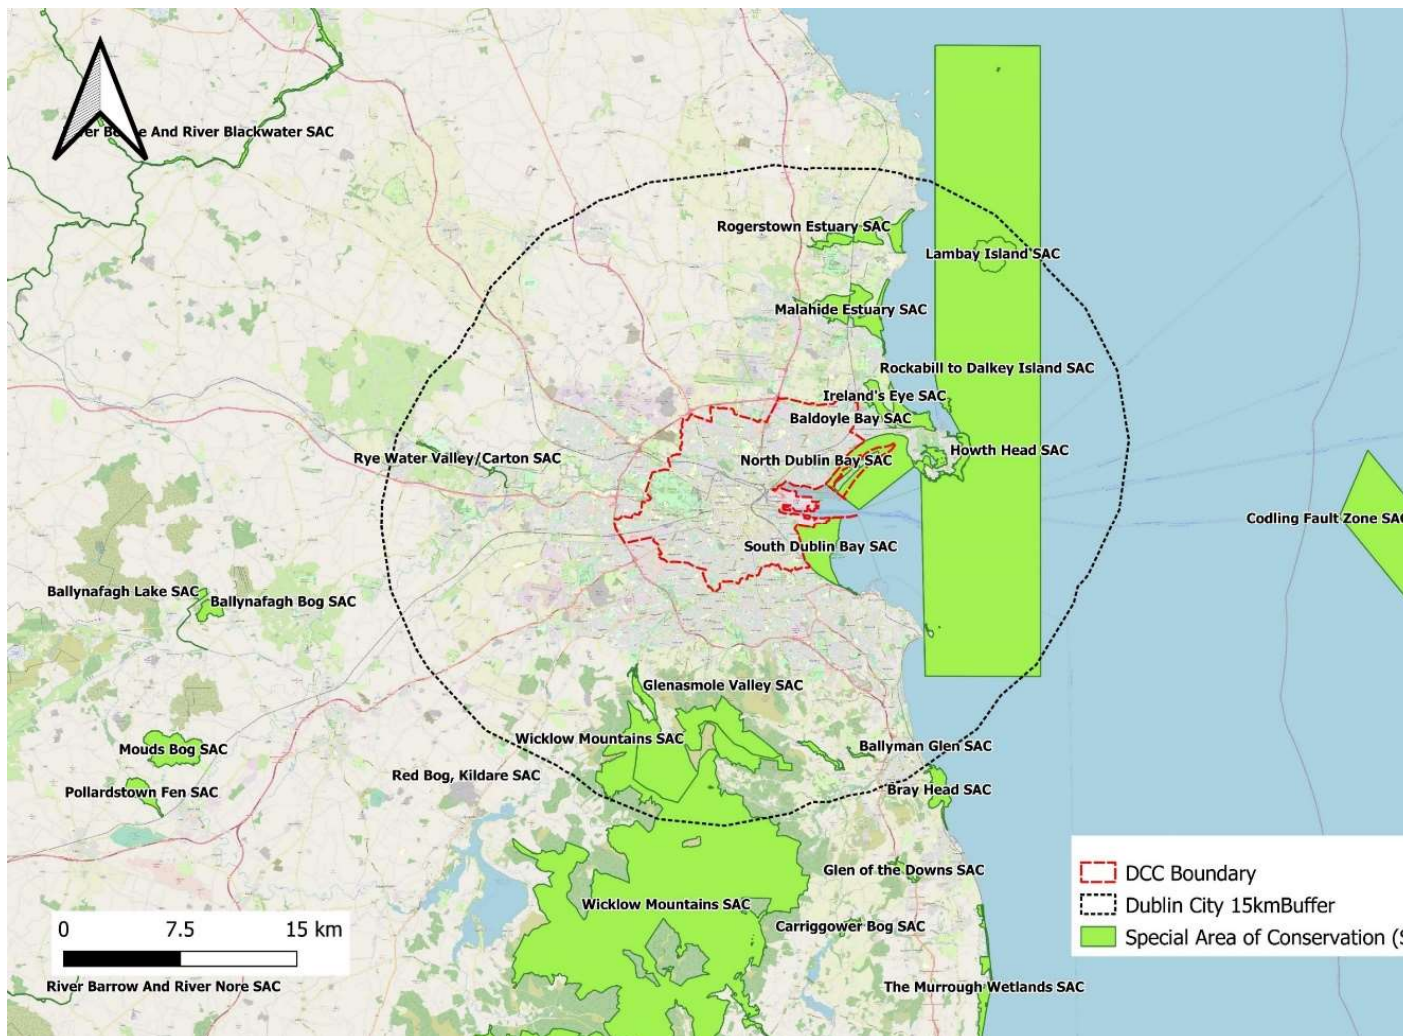 And River Blackwater SAC
Rogerstown Estuary SAC
Lambay Island SAC
Malahide Estuary SAC
Rockabill to Dalkey Island SAC
Ireland's Eye SAC
Baldoyle Bay SAC
Howth Head SAC
Rye Water Valley/Carton SAC
North Dublin Bay SAC
Codling Fault Zone SAC
South Dublin Bay SAC
Ballynafagh Lake SAC
Ballynafagh Bog SAC
Glenasmole Valley SAC
Wicklow Mountains SAC
Mouds Bog SAC
Ballyman Glen SAC
Red Bog, Kildare SAC
Pollardstown Fen SAC
Bray Head SAC
Glen of the Downs SAC
DCC Boundary
Wicklow Mountains SAC
Dublin City 15kmBuffer
Carriggower Bog SAC
0 7.5 15 km
Special Area of Conservation (S
River Barrow And River Nore SAC
The Murrough Wetlands SAC